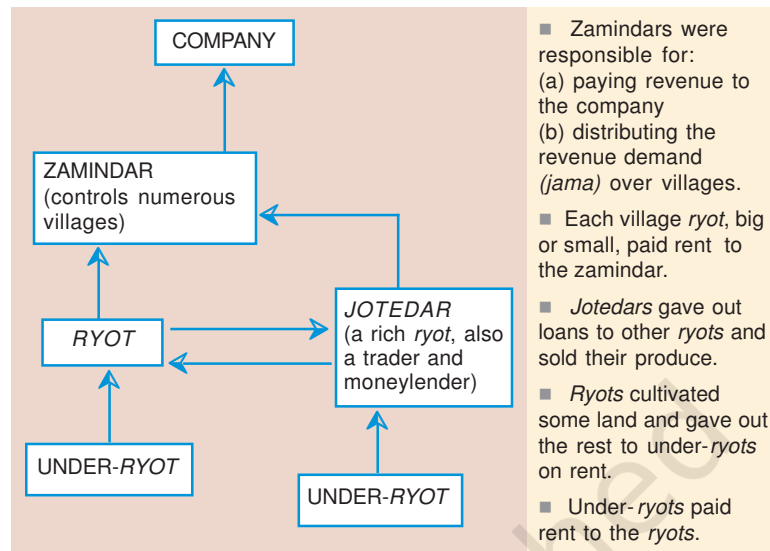 COMPANY
ZAMINDAR
(controls numerous
villages)
RYOT
JOTEDAR
(a rich ryot, also
a trader and
moneylender)
UNDER-RYOT
UNDER-RYOT
■ Zamindars were
responsible for:
(a) paying revenue to
the company
(b) distributing the
revenue demand
(jama) over villages.
■ Each village ryot, big
or small, paid rent to
the zamindar.
■ Jotedars gave out
loans to other ryots and
sold their produce.
■ Ryots cultivated
some land and gave out
the rest to under-ryots
on rent.
■ Under-ryots paid
rent to the ryots.